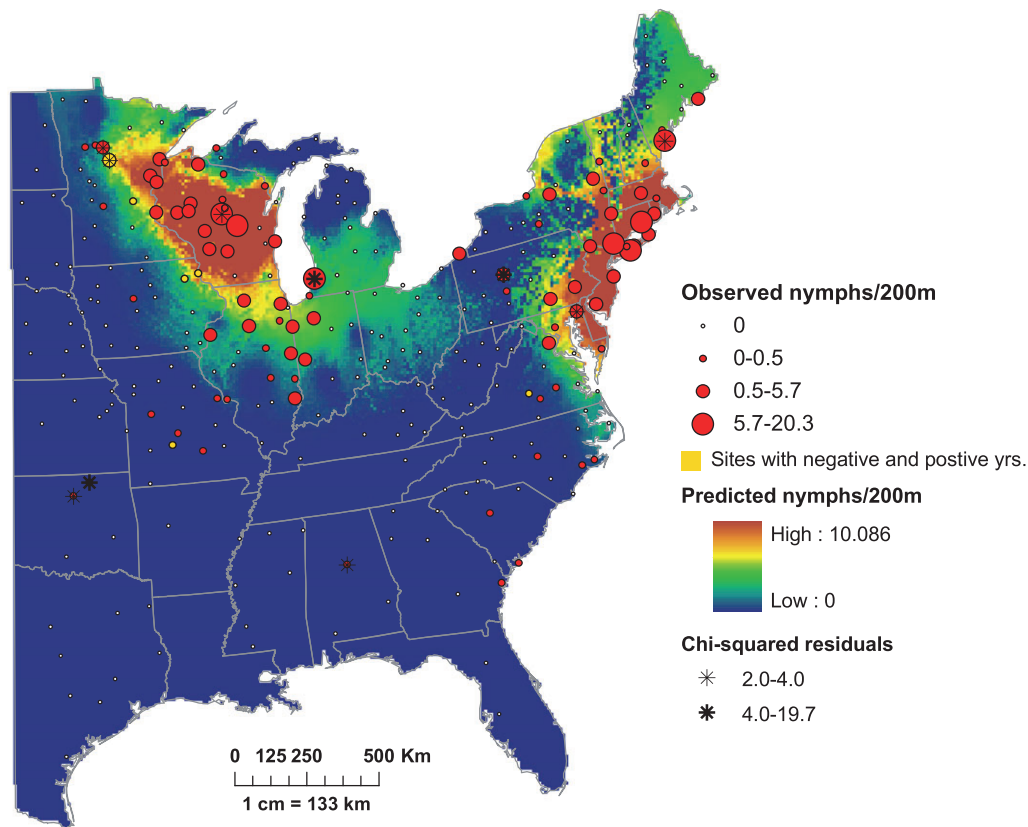 Observed nymphs/200m
0
0-0.5
0.5-5.7
5.7-20.3
Sites with negative and postive yrs.
Predicted nymphs/200m
High : 10.086
Low : 0
Chi-squared residuals
2.0-4.0
4.0-19.7
0 125 250 500 Km
1 cm = 133 km